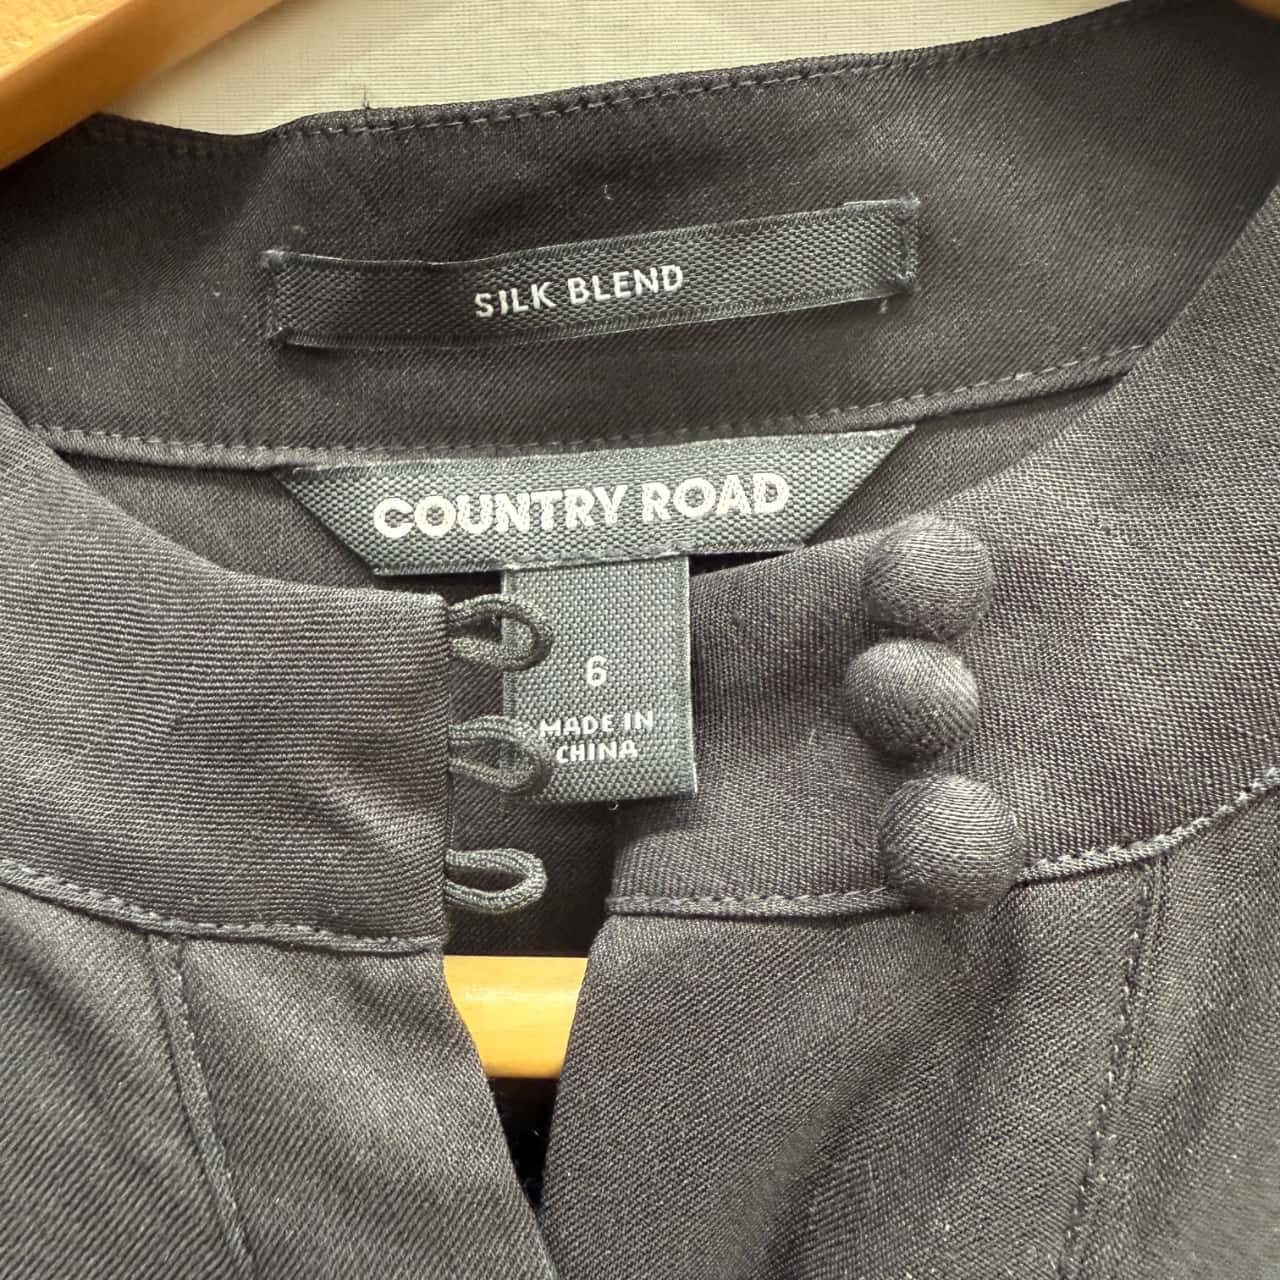 SILK BLEND
COUNTRY ROAD
6
MADE IN
CHINA